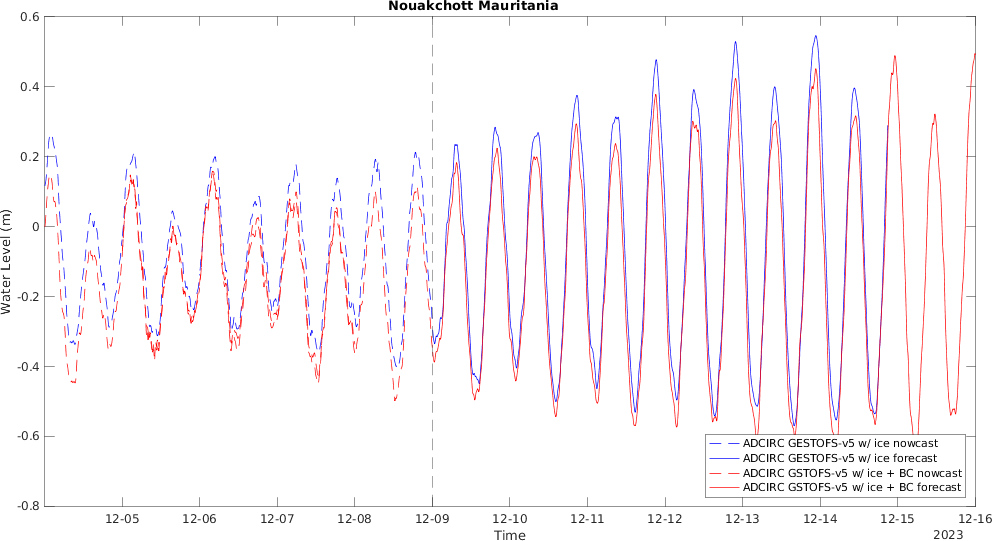 Nouakchott Mauritania
0.6
0.4
0.2
0
-0.2
-0.4
-0.6
-0.8
Water Level (m)
ADCIRC GESTOFS-v5 w/ ice nowcast
ADCIRC GESTOFS-v5 w/ ice forecast
ADCIRC GSTOFS-v5 w/ ice + BC nowcast
ADCIRC GSTOFS-v5 w/ ice + BC forecast
12-05 12-06 12-07 12-08 12-09 12-10 12-11 12-12 12-13 12-14 12-15 12-16
Time
2023